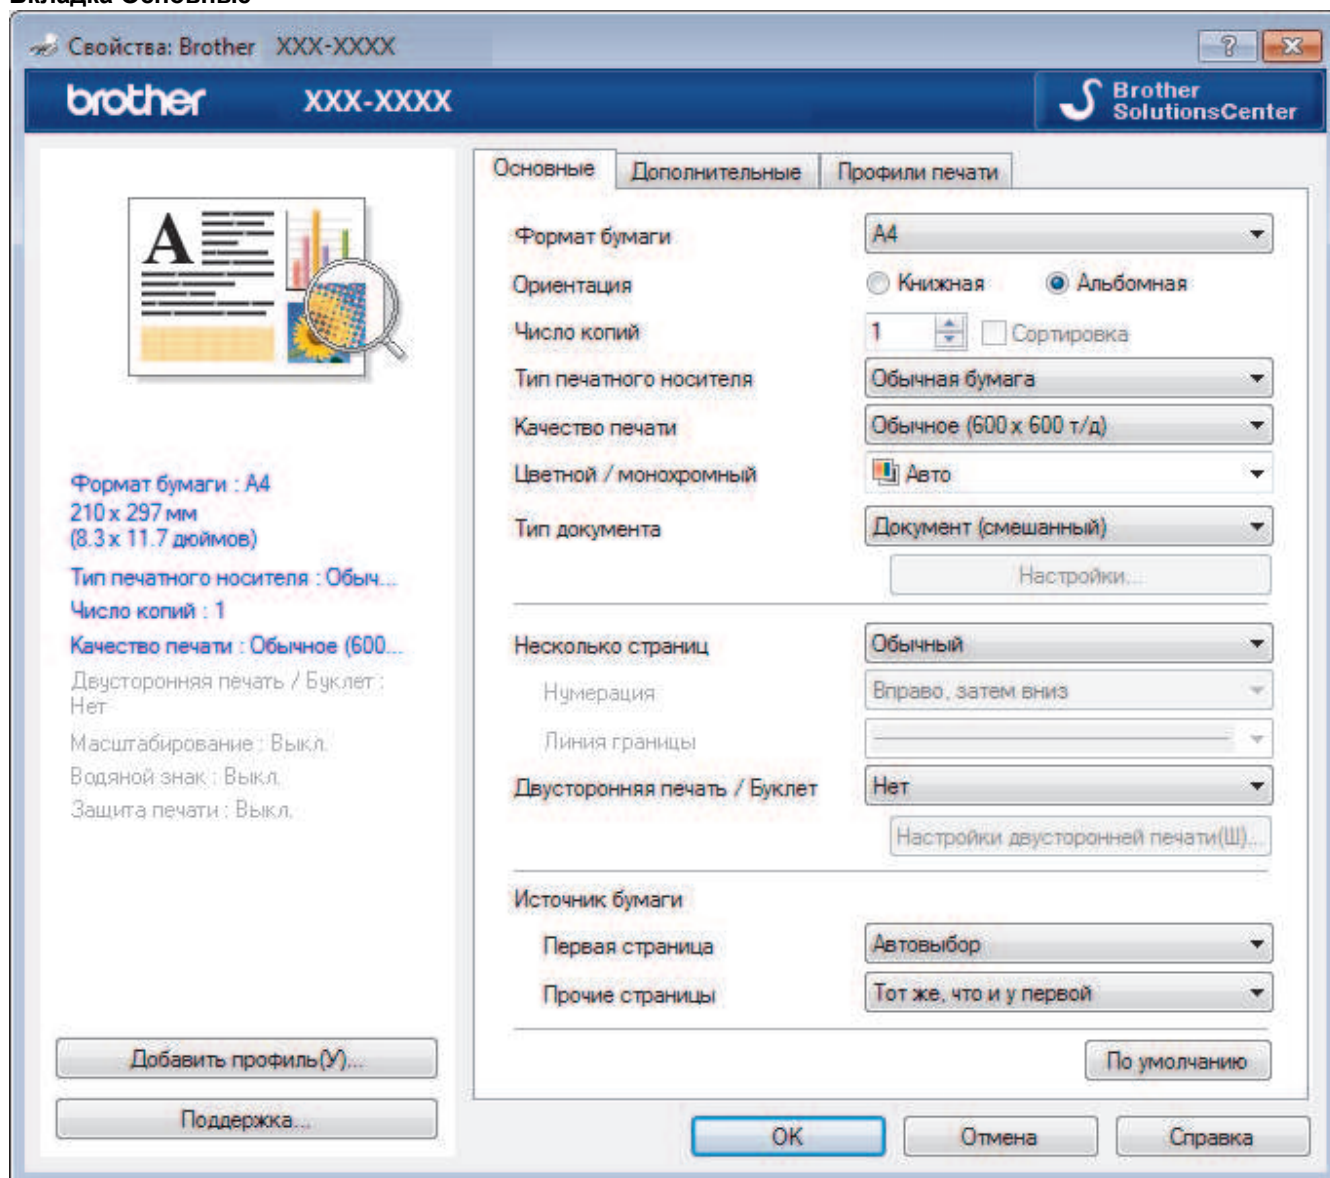 Вкладка Основные
Свойства: Brother XXX-XXXX
brother XXX-XXXX
Brother
SolutionsCenter
Основные Дополнительные Профили печати
A
Формат бумаги A4
Ориентация Книжная Альбомная
Число копий 1 Сортировка
Тип печатного носителя Обычная бумага
Качество печати Обычное (600 x 600 т/д)
Цветной / монохромный Авто
Тип документа Документ (смешанный)
Настройки...
Несколько страниц Обычный
Нумерация Вправо, затем вниз
Линия границы
Двусторонняя печать / Буклет Нет
Настройки двусторонней печати(Ш)...
Источник бумаги
Первая страница Автовыбор
Прочие страницы Тот же, что и у первой
По умолчанию
Формат бумаги : A4
210 x 297 мм
(8.3 x 11.7 дюймов)
Тип печатного носителя : Обыч...
Число копий : 1
Качество печати : Обычное (600...
Двусторонняя печать / Буклет :
Нет
Масштабирование : Выкл.
Водяной знак : Выкл.
Защита печати : Выкл.
Добавить профиль(У)...
Поддержка...
OK Отмена Справка